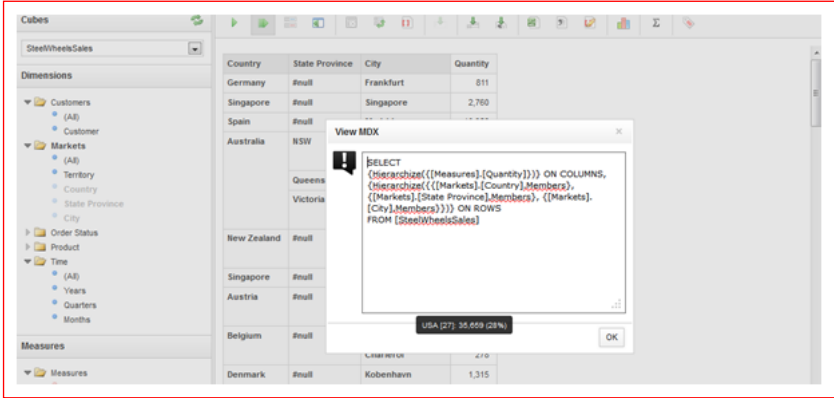 Cubes
SteelWheelsSales
Dimensions
Customers
(All)
Customer
Markets
(All)
Territory
Country
State Province
City
Order Status
Product
Time
(All)
Years
Quarters
Months
Measures
Measures
Country State Province City Quantity
Germany #null Frankfurt 811
Singapore #null Singapore 2,760
Spain #null
Australia NSW
Queens
Victoria
New Zealand #null
Singapore #null
Austria #null
Belgium #null
Charleroi 278
Denmark #null Kobenhavn 1,315
View MDX
SELECT
{Hierarchize({[Measures].[Quantity]})} ON COLUMNS,
{Hierarchize({{[Markets].[Country].Members},
{[Markets].[State Province].Members}, {[Markets].
[City].Members}})} ON ROWS
FROM [SteelWheelsSales]
USA [27]: 35,659 (28%)
OK